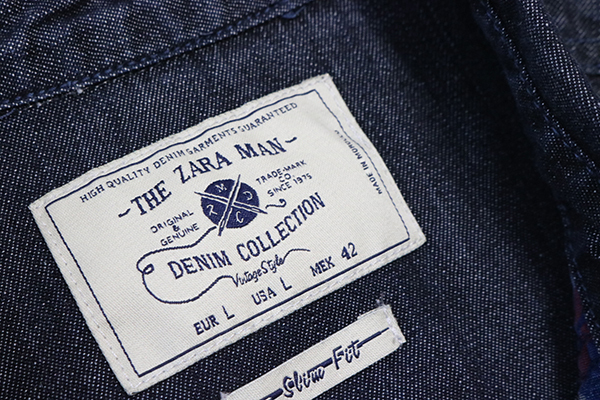 HIGH QUALITY DENIM GARMENTS GUARANTEED
-THE ZARA MAN-
ORIGINAL
&
GENUINE
M
R D
C
TRADE-MARK
CO
SINCE 1975
DENIM COLLECTION
Vintage Style
EUR L USA L MEX 42
MADE IN MOROCCO
Slim Fit